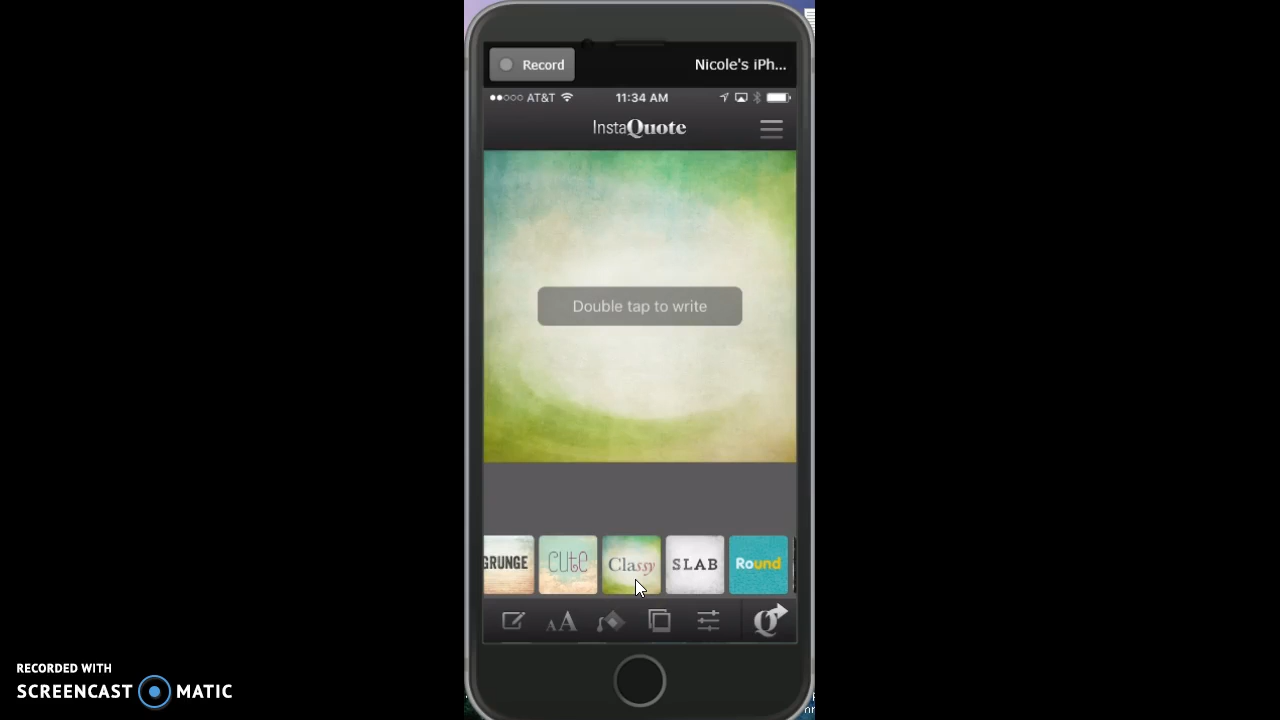 Record Nicole's iPh...
AT&T 11:34 AM
InstaQuote
Double tap to write
GRUNGE cute Classy SLAB Round
AA Q
RECORDED WITH
SCREENCAST MATIC